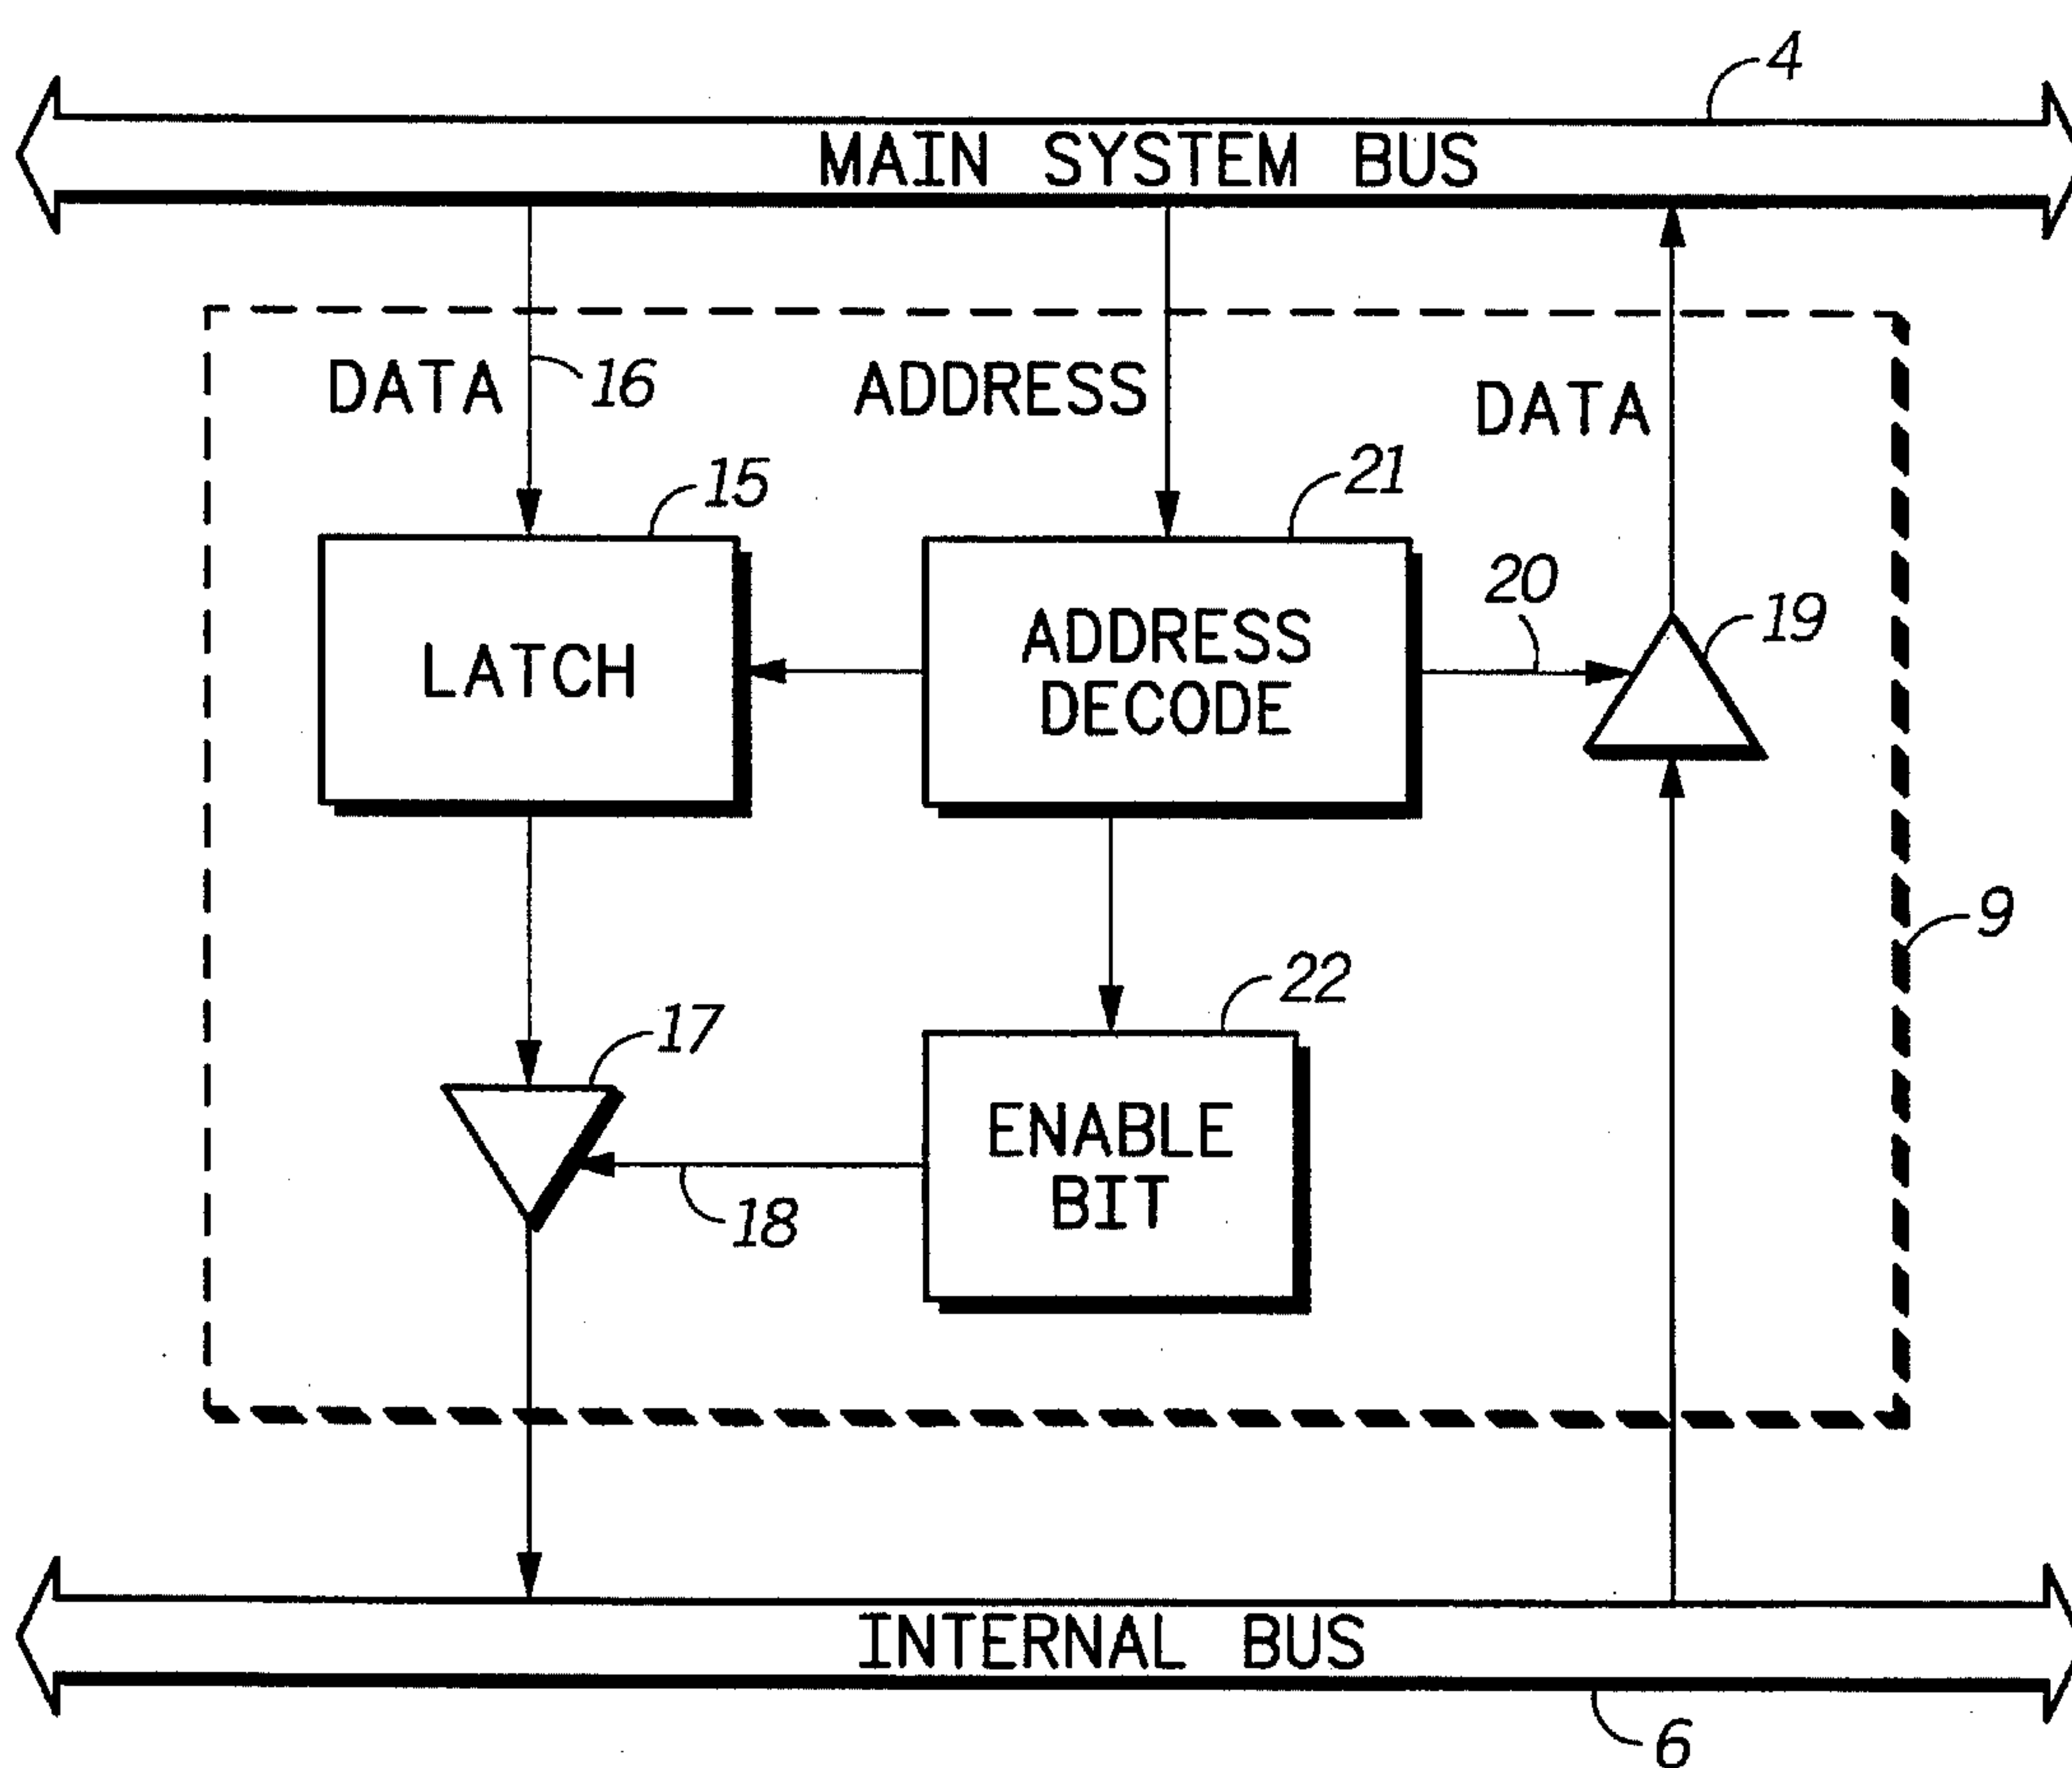 4
MAIN SYSTEM BUS
DATA
16
ADDRESS
DATA
15
21
20
19
LATCH
ADDRESS
DECODE
9
17
22
ENABLE
BIT
18
INTERNAL BUS
6